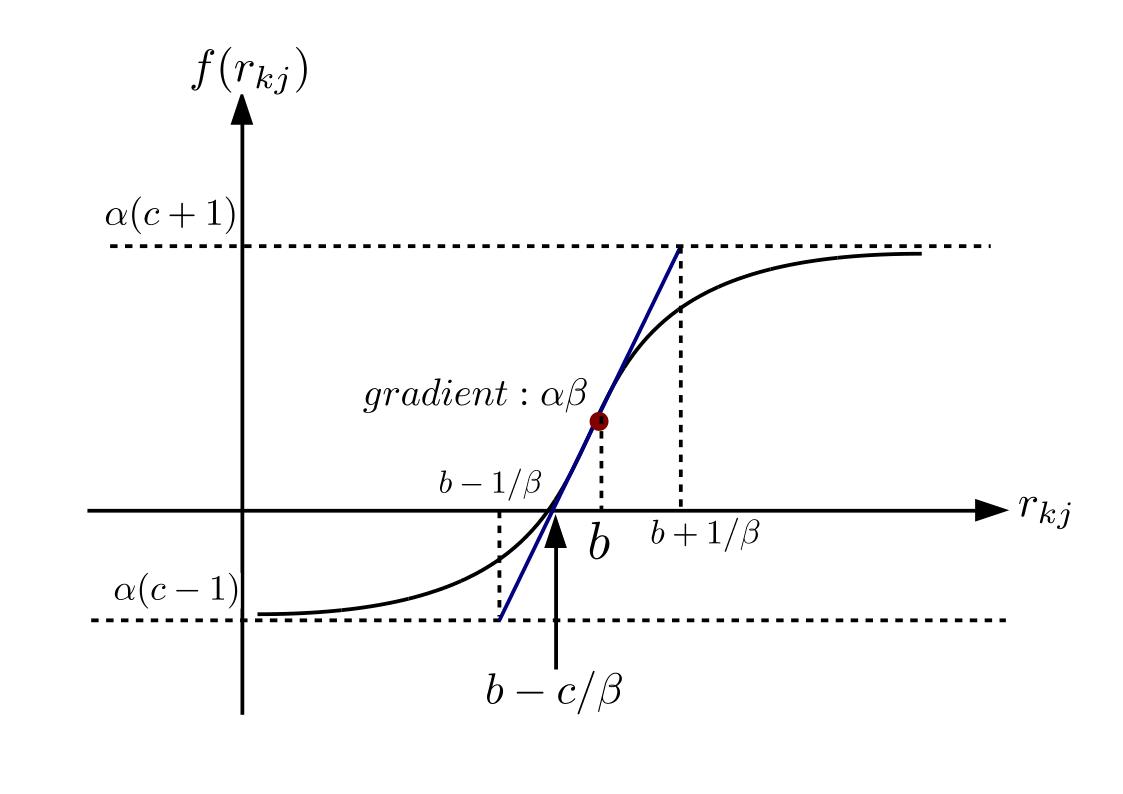 f(r_{kj})
α(c + 1)
gradient : αβ
b − 1/β
r_{kj}
b
b + 1/β
α(c − 1)
b − c/β